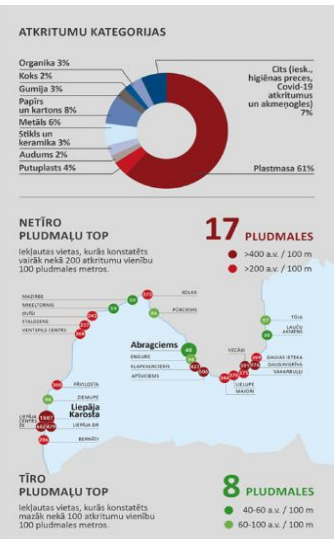 ATKRITUMU KATEGORIJAS
Organika 3%
Koks 2%
Gumija 3%
Papīrs
un kartons 8%
Metāls 6%
Stikls un
keramika 3%
Audums 2%
Putuplasts 4%
Cits (iesk.,
higiēnas preces,
Covid-19
atkritumus
un akmeņogles)
7%
Plastmasa 61%
NETĪRO
PLUDMAĻU TOP
Iekļautas vietas, kurās konstatēts
vairāk nekā 200 atkritumu vienību
100 pludmales metros.
17 PLUDMALES
>400 a.v. / 100 m
>200 a.v. / 100 m
KOLKA
MAZIRBE
MIĶEĻTORNIS
OVĪŠI
STALDZENE
VENTSPILS CENTRS
PŪRCIEMS
Abragciems
ENGURE
KLAPKALNCIEMS
APŠUCIEMS
TŪJA
LAUČU
AKMENS
VECĀĶI
DAUGAVGRĪVA
VAKARBUĻĻI
LIELUPE
MAJORI
PĀVILOSTA
ZIEMUPE
Liepāja
Karosta
LIEPĀJA
CENTRS
LIEPĀJA DR
BERNĀTI
1587
TĪRO
PLUDMAĻU TOP
Iekļautas vietas, kurās konstatēts
mazāk nekā 100 atkritumu vienību
100 pludmales metros.
8 PLUDMALES
40-60 a.v. / 100 m
60-100 a.v. / 100 m